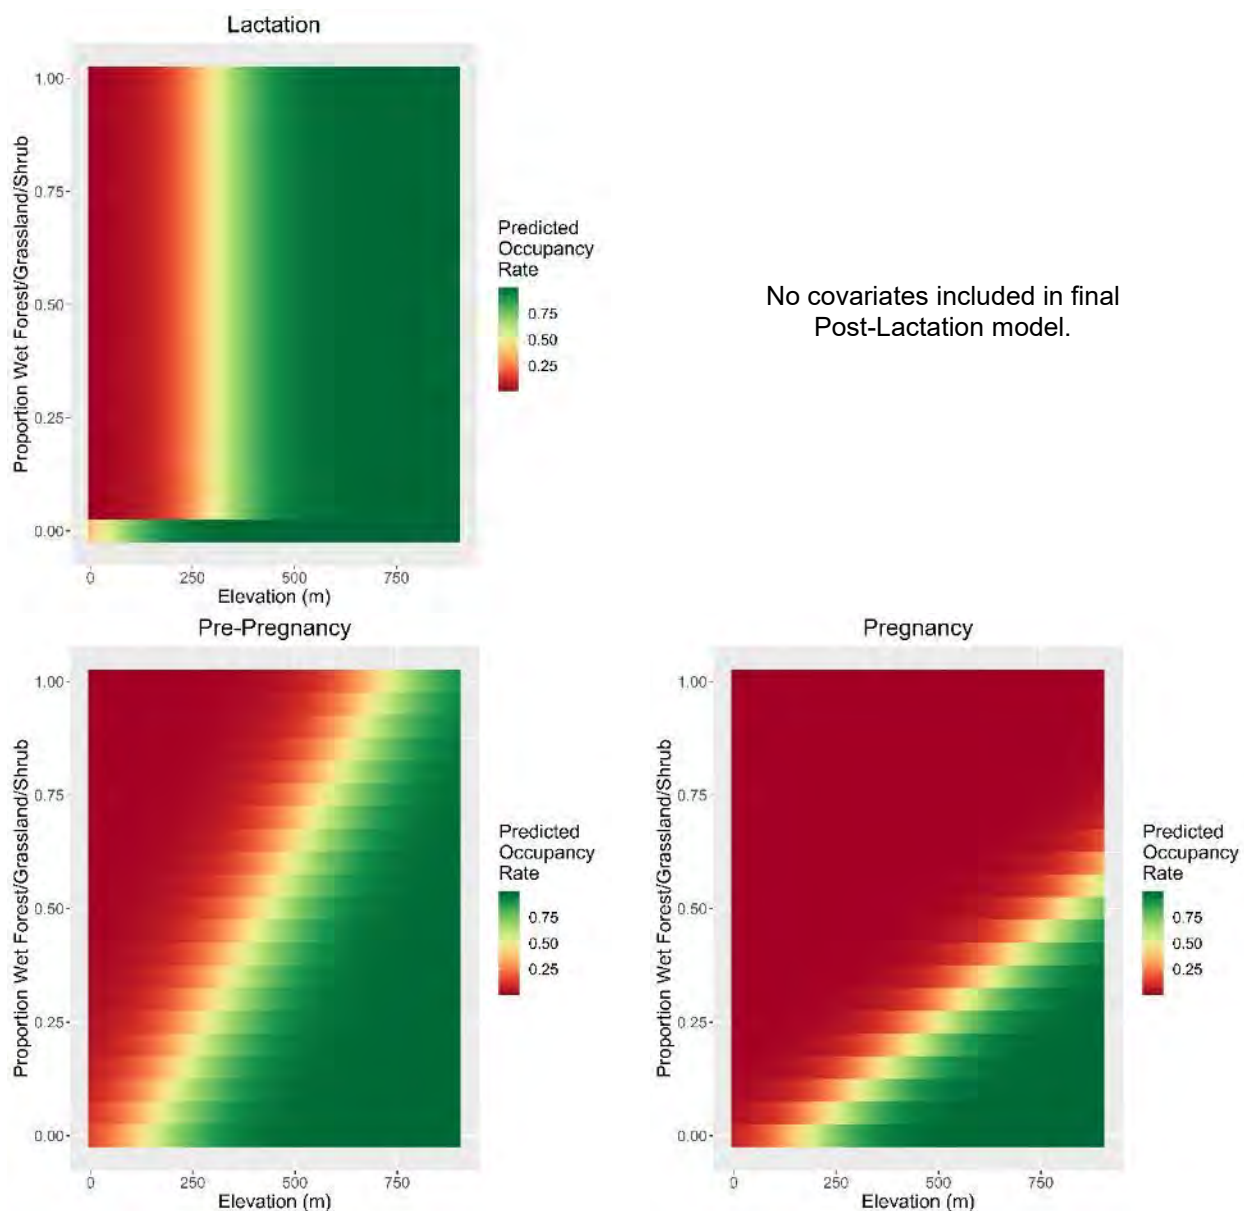 Lactation
1.00
0.75
0.50
0.25
0.00
Proportion Wet Forest/Grassland/Shrub
0
250
500
750
Elevation (m)
Predicted
Occupancy
Rate
0.75
0.50
0.25
No covariates included in final
Post-Lactation model.
Pre-Pregnancy
1.00
0.75
0.50
0.25
0.00
Proportion Wet Forest/Grassland/Shrub
0
250
500
750
Elevation (m)
Predicted
Occupancy
Rate
0.75
0.50
0.25
Pregnancy
1.00
0.75
0.50
0.25
0.00
Proportion Wet Forest/Grassland/Shrub
0
250
500
750
Elevation (m)
Predicted
Occupancy
Rate
0.75
0.50
0.25